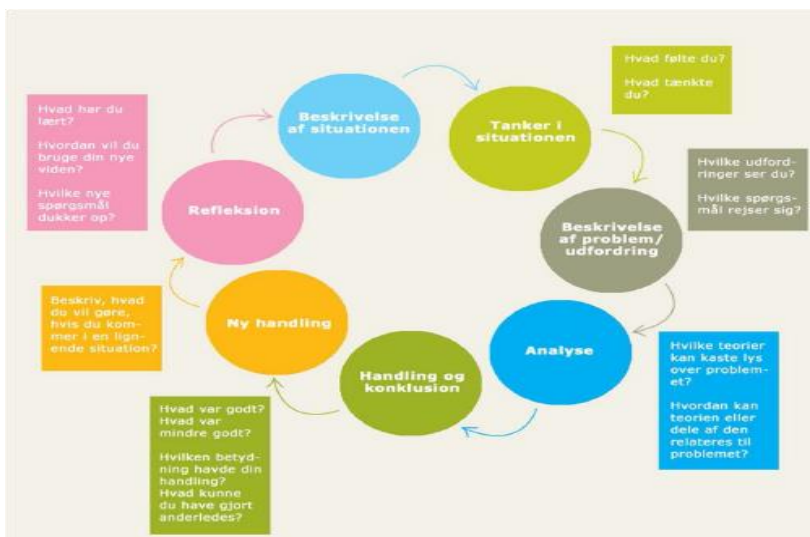 Beskrivelse
af situationen
Hvad følte du?
Hvad tænkte
du?
Tanker i
situationen
Hvilke udford-
ringer ser du?
Hvilke spørgs-
mål rejser sig?
Beskrivelse
af problem/
udfordring
Hvilke teorier
kan kaste lys
over problem-
et?
Hvordan kan
teorien eller
dele af den
relateres til
problemet?
Analyse
Handling og
konklusion
Hvad var godt?
Hvad var
mindre godt?
Hvilken betyd-
ning havde din
handling?
Hvad kunne
du have gjort
anderledes?
Ny handling
Beskriv, hvad
du vil gøre,
hvis du kom-
mer i en lign-
ende situation?
Refleksion
Hvad har du
lært?
Hvordan vil du
bruge din nye
viden?
Hvilke nye
spørgsmål
dukker op?